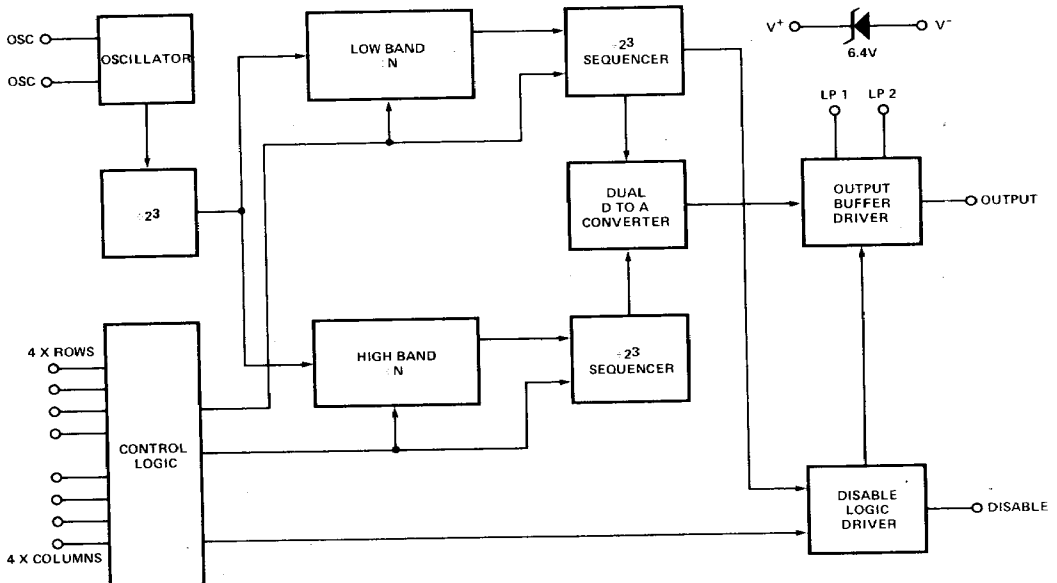 OSC
OSC
OSCILLATOR
÷2³
LOW BAND
÷N
÷2³
SEQUENCER
V⁺
V⁻
6.4V
LP 1
LP 2
DUAL
D TO A
CONVERTER
OUTPUT
BUFFER
DRIVER
OUTPUT
HIGH BAND
÷N
÷2³
SEQUENCER
4 X ROWS
CONTROL
LOGIC
4 X COLUMNS
DISABLE
LOGIC
DRIVER
DISABLE